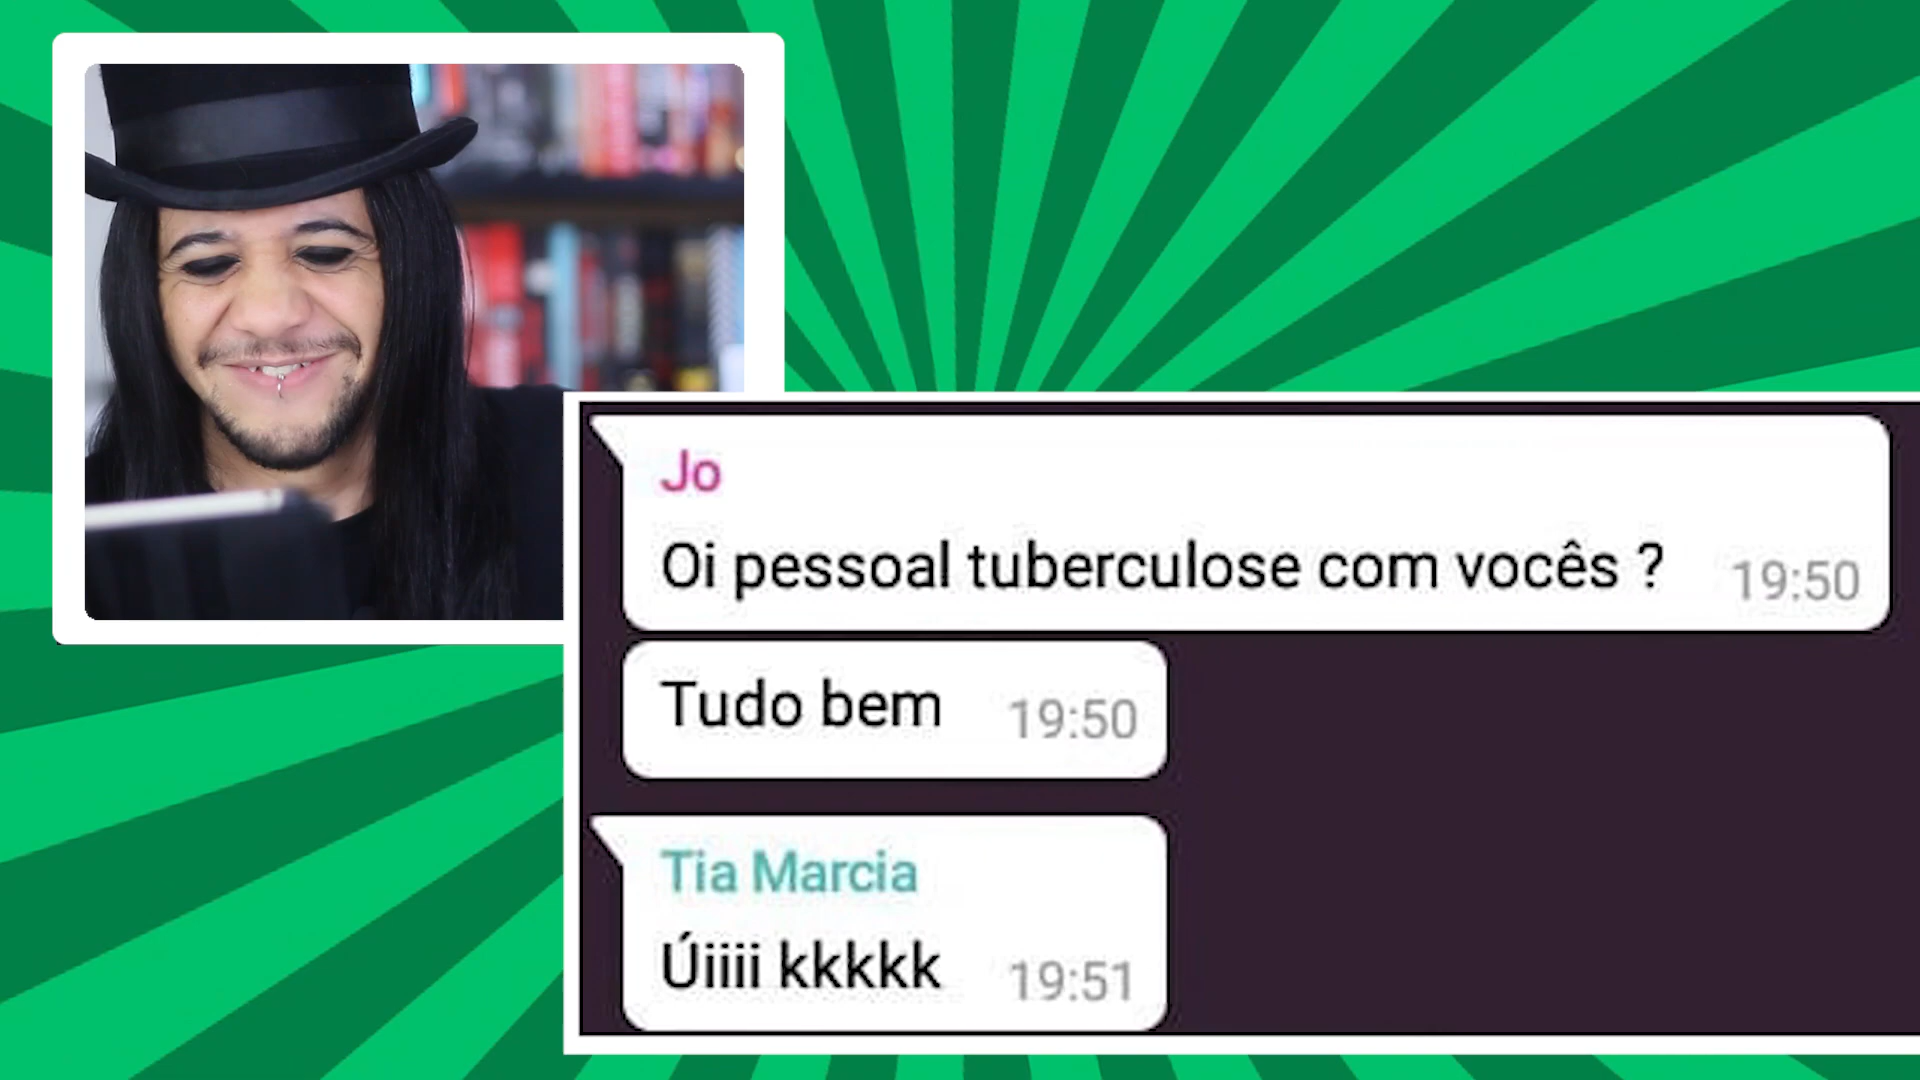 Jo
Oi pessoal tuberculose com vocês ? 19:50
Tudo bem 19:50
Tia Marcia
Úiiii kkkkk 19:51